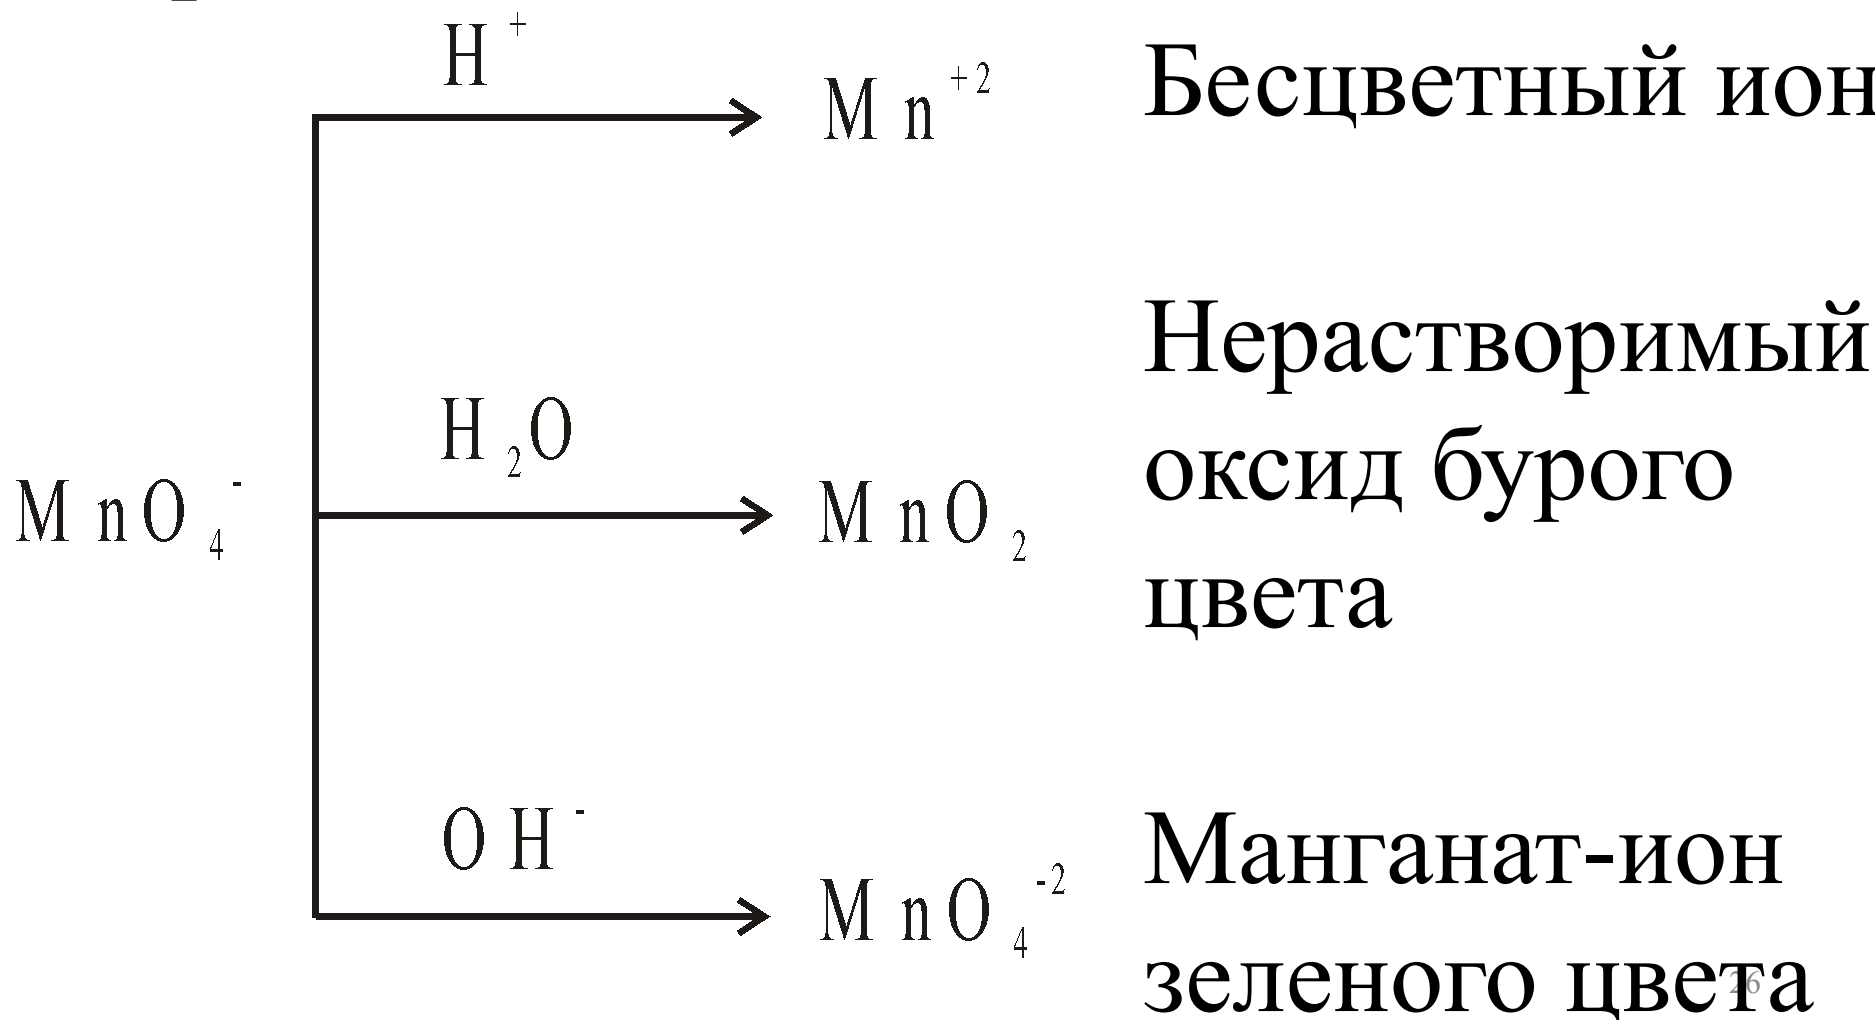 H⁺
Mn⁺²
Бесцветный ион
H₂O
MnO₄⁻
MnO₂
Нерастворимый
оксид бурого
цвета
OH⁻
MnO₄⁻²
Манганат-ион
зеленого цвета
26